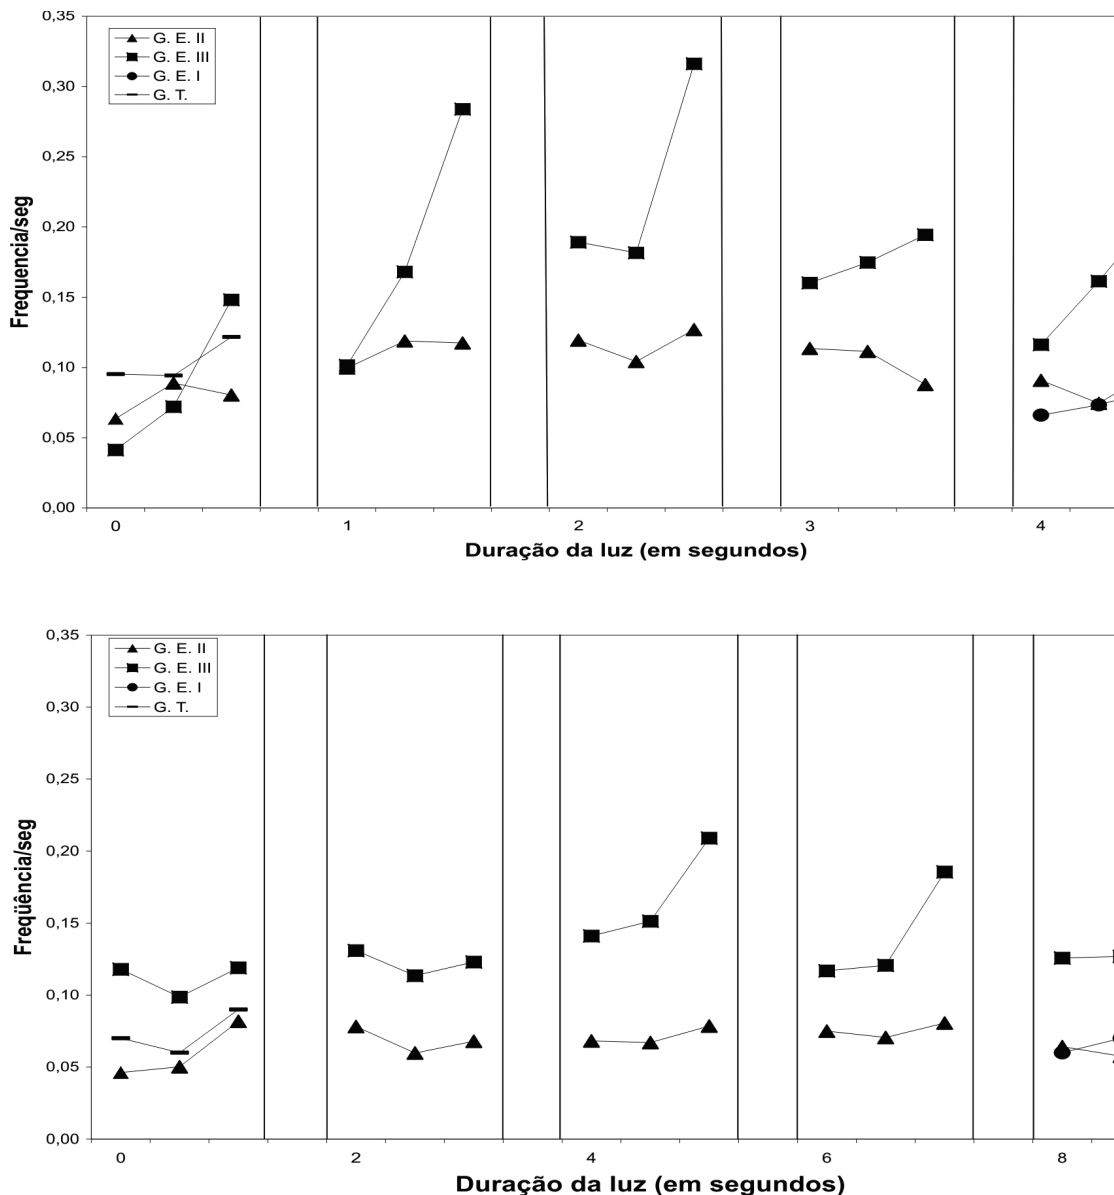 0,35
G. E. II
G. E. III
G. E. I
G. T.
0,30
0,25
0,20
0,15
0,10
0,05
0,00
Frequencia/seg
0 1 2 3 4
Duração da luz (em segundos)
0,35
G. E. II
G. E. III
G. E. I
G. T.
0,30
0,25
0,20
0,15
0,10
0,05
0,00
Freqüência/seg
0 2 4 6 8
Duração da luz (em segundos)